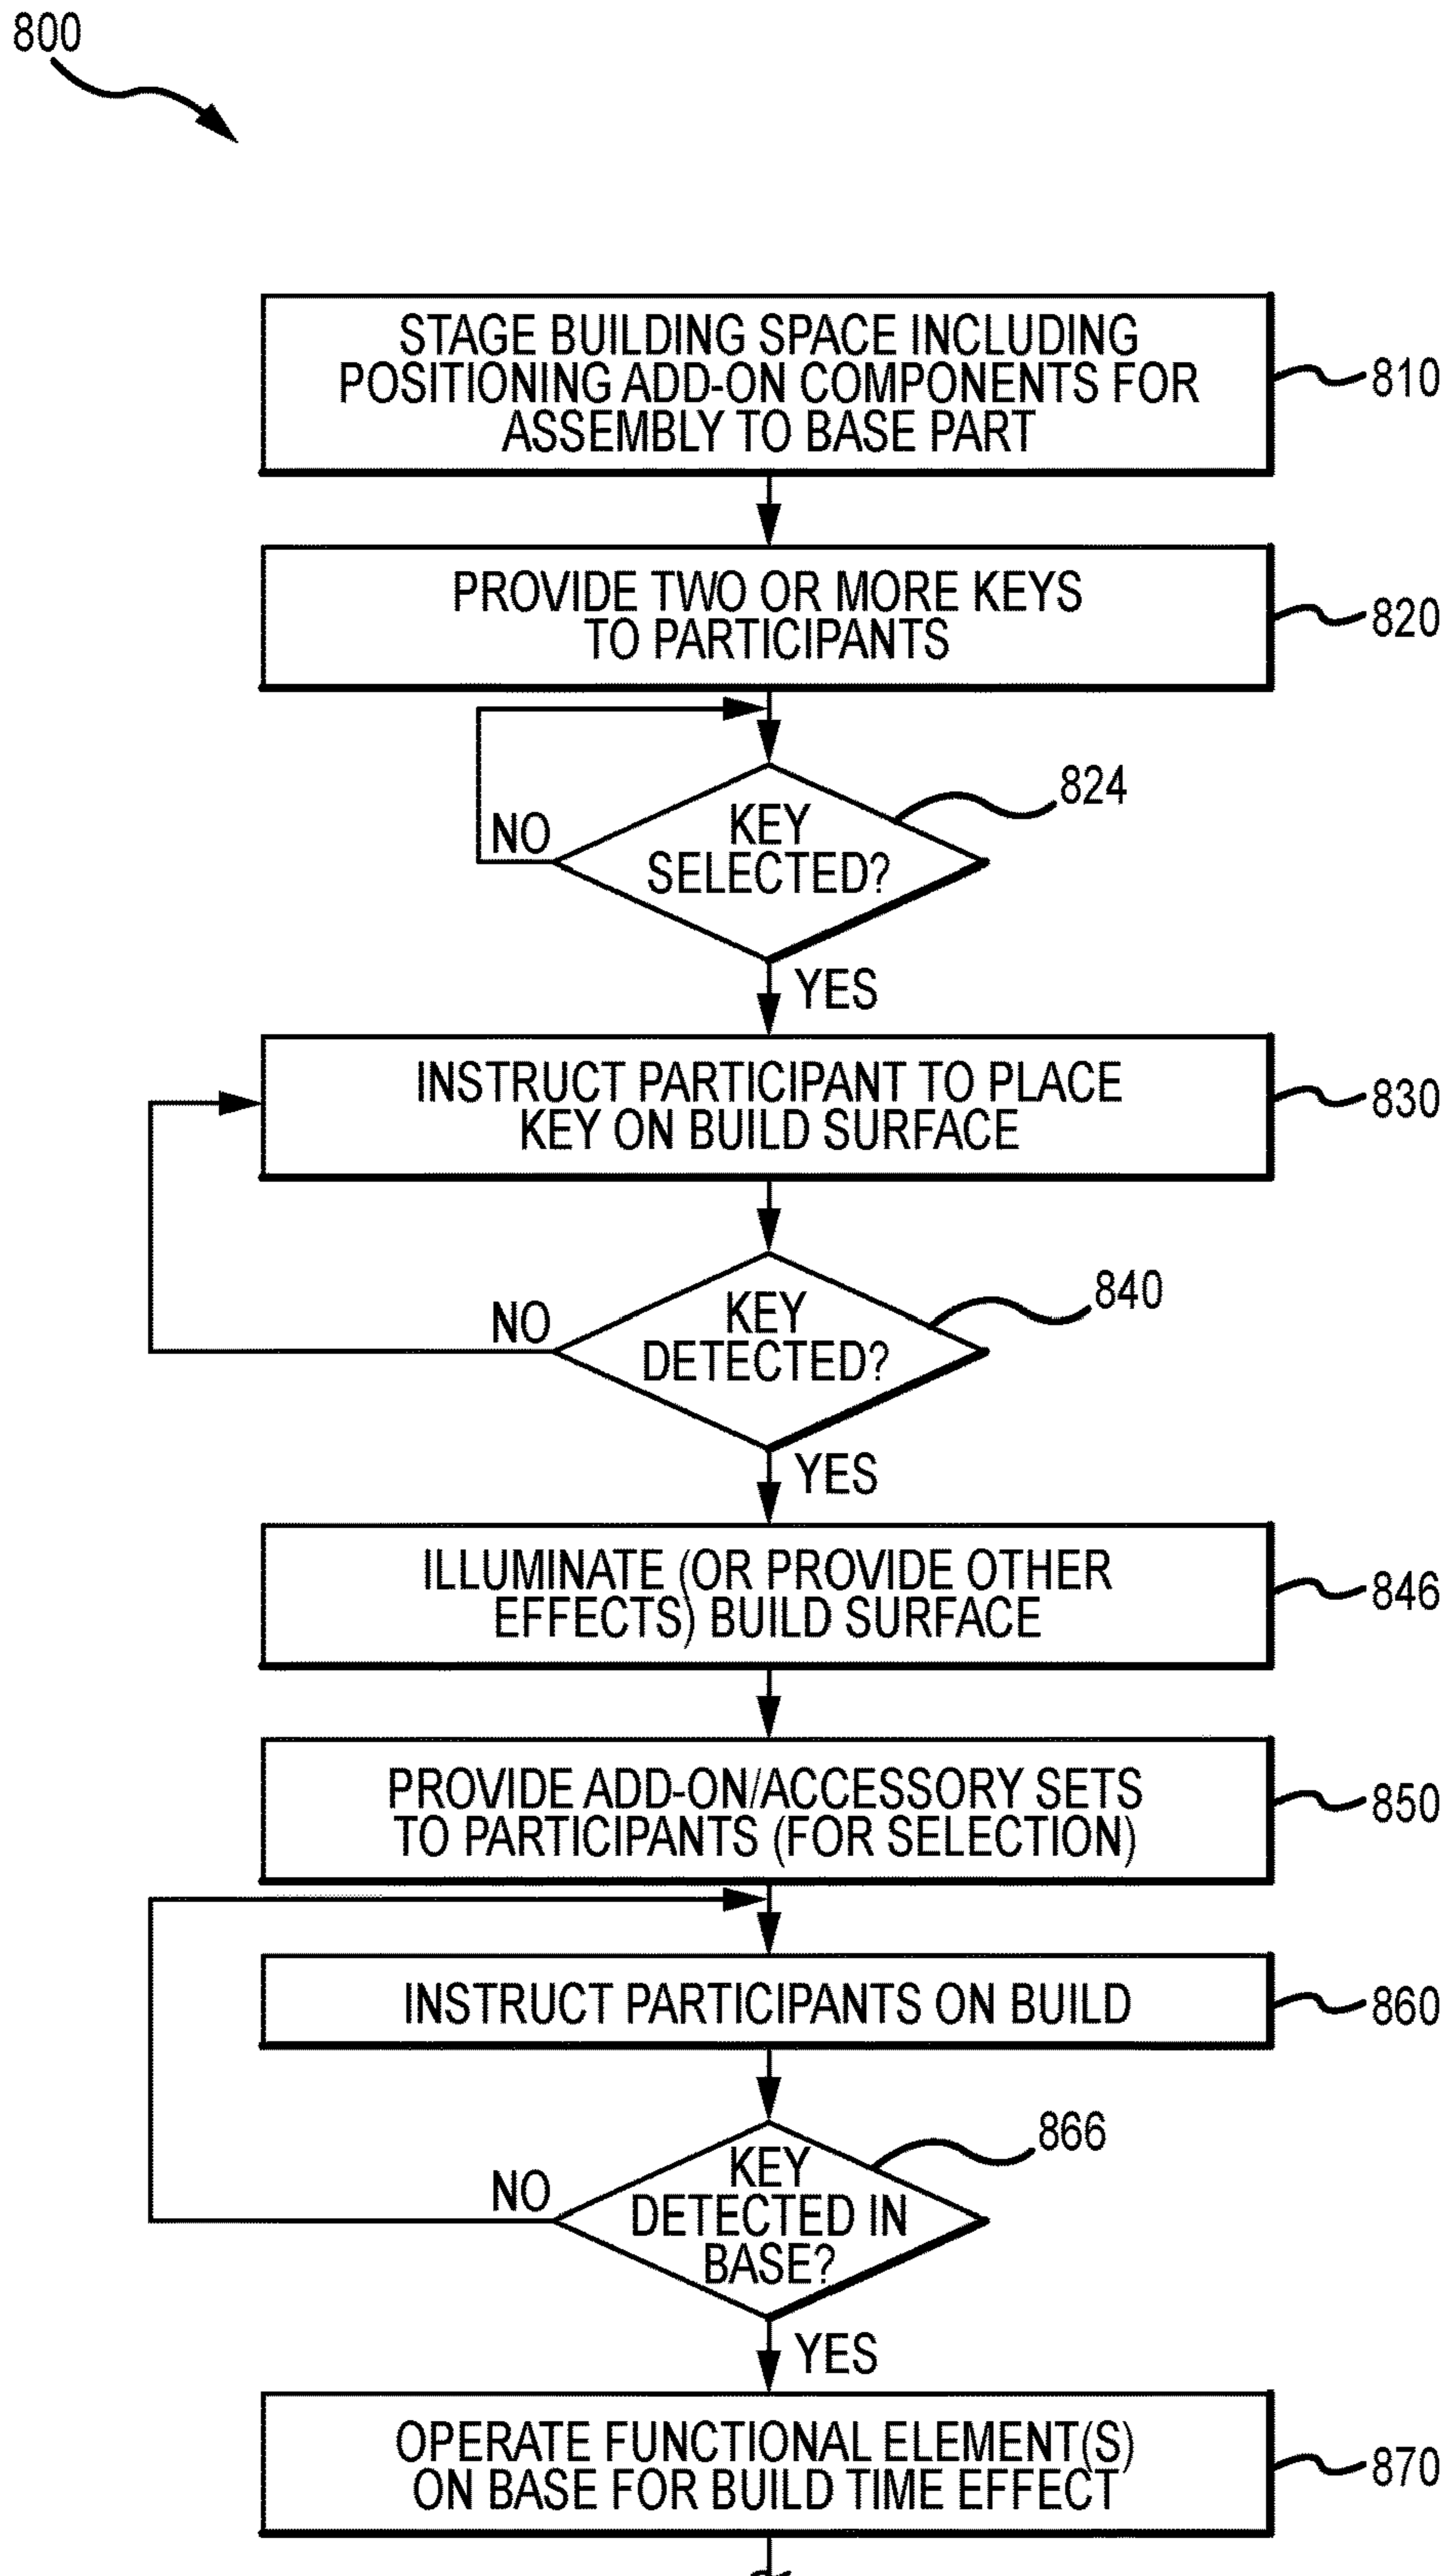 800
STAGE BUILDING SPACE INCLUDING
POSITIONING ADD-ON COMPONENTS FOR
ASSEMBLY TO BASE PART
810
PROVIDE TWO OR MORE KEYS
TO PARTICIPANTS
820
KEY
SELECTED?
824
NO
YES
INSTRUCT PARTICIPANT TO PLACE
KEY ON BUILD SURFACE
830
KEY
DETECTED?
840
NO
YES
ILLUMINATE (OR PROVIDE OTHER
EFFECTS) BUILD SURFACE
846
PROVIDE ADD-ON/ACCESSORY SETS
TO PARTICIPANTS (FOR SELECTION)
850
INSTRUCT PARTICIPANTS ON BUILD
860
KEY
DETECTED IN
BASE?
866
NO
YES
OPERATE FUNCTIONAL ELEMENT(S)
ON BASE FOR BUILD TIME EFFECT
870